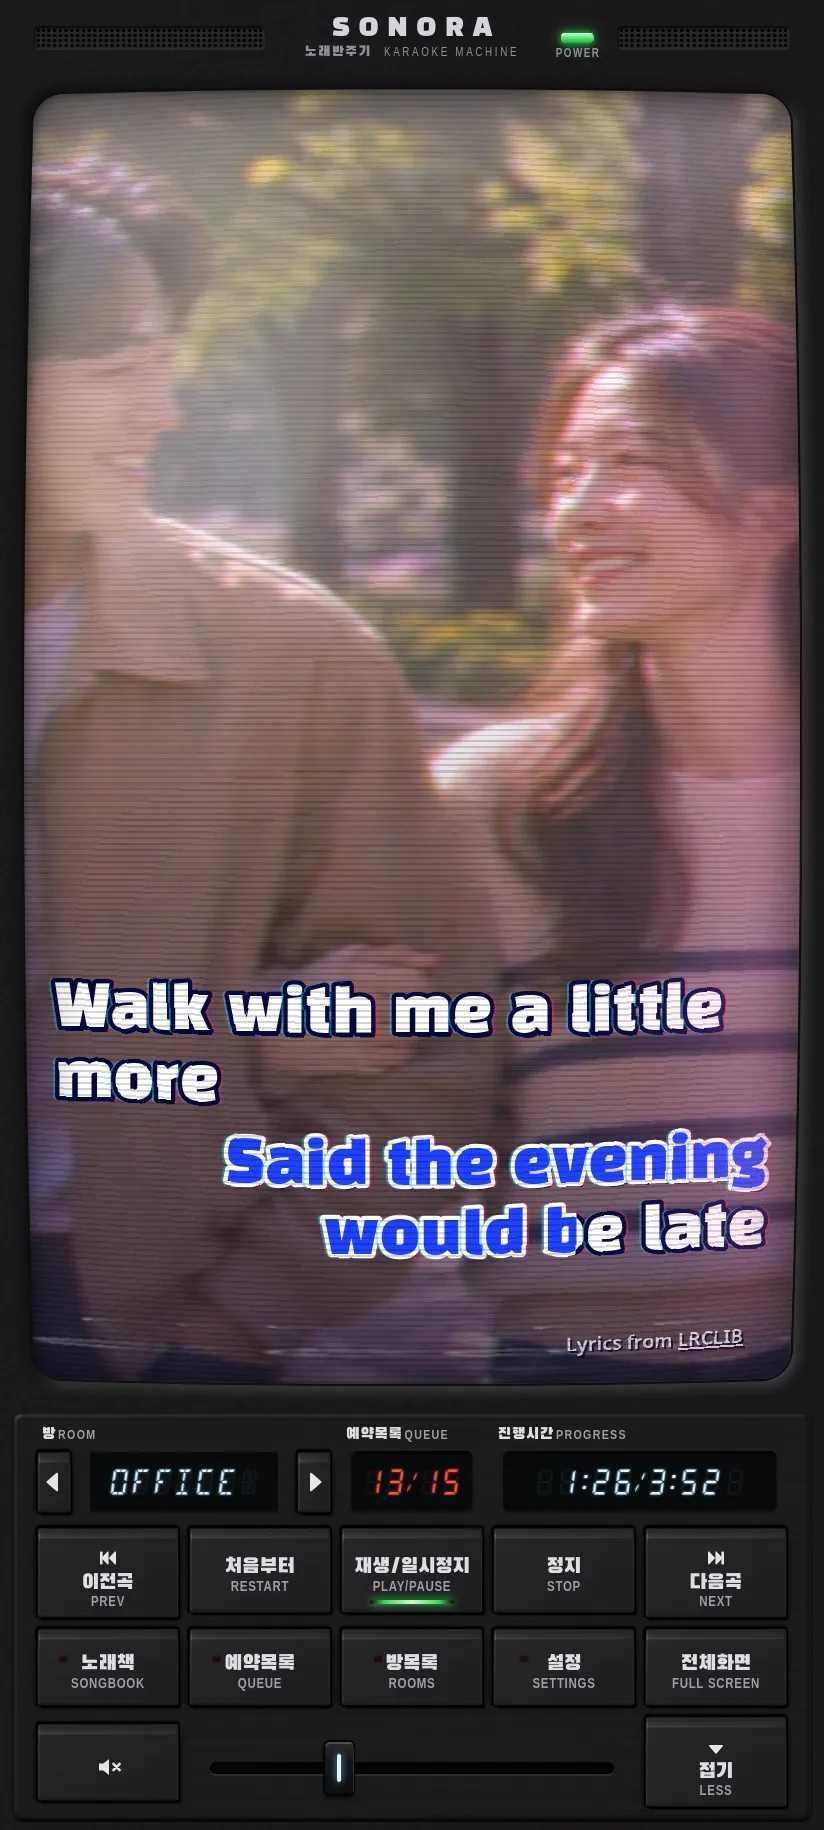 SONORA
노래반주기 KARAOKE MACHINE
POWER
Walk with me a little
more
Said the evening
would be late
Lyrics from LRCLIB
방 ROOM
예약목록 QUEUE
진행시간 PROGRESS
OFFICE
13/15
1:26/3:52
이전곡
PREV
처음부터
RESTART
재생/일시정지
PLAY/PAUSE
정지
STOP
다음곡
NEXT
노래책
SONGBOOK
예약목록
QUEUE
방목록
ROOMS
설정
SETTINGS
전체화면
FULL SCREEN
접기
LESS